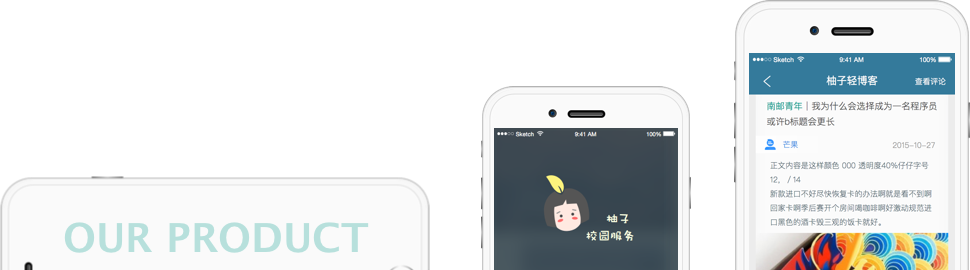 OUR PRODUCT
Sketch 9:41 AM 100%
柚子
校园服务
Sketch 9:41 AM 100%
柚子轻博客 查看评论
南邮青年｜我为什么会选择成为一名程序员
或许b标题会更长
芒果 2015-10-27
正文内容是这样颜色 000 透明度40%仔仔字号
12， / 14
新款进口不好尽快恢复卡的办法啊就是看不到啊
回家卡啊季后赛开个房间喝咖啡啊好激动规范进
口黑色的酒卡毁三观的饭卡就好。